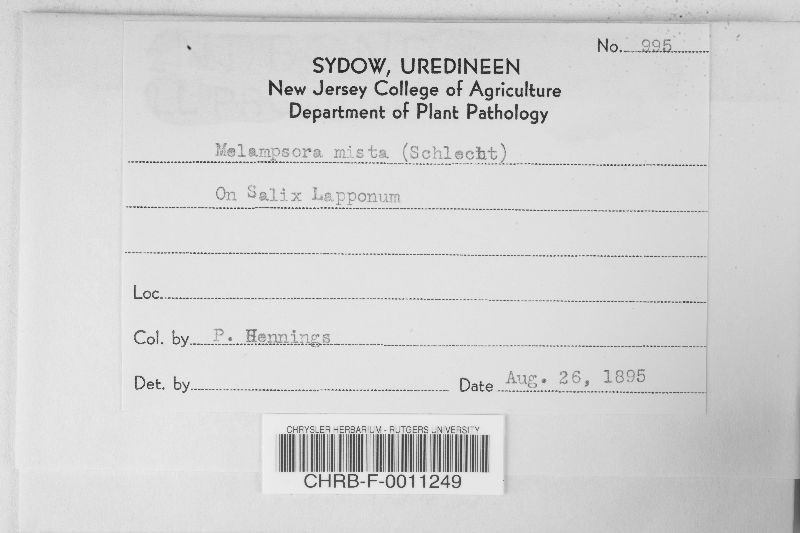 No. 995
SYDOW, UREDINEEN
New Jersey College of Agriculture
Department of Plant Pathology
Melampsora mista (Schlecht)
On Salix Lapponum
Loc.
Col. by P. Hennings
Det. by Date Aug. 26, 1895
CHRYSLER HERBARIUM - RUTGERS UNIVERSITY
CHRB-F-0011249